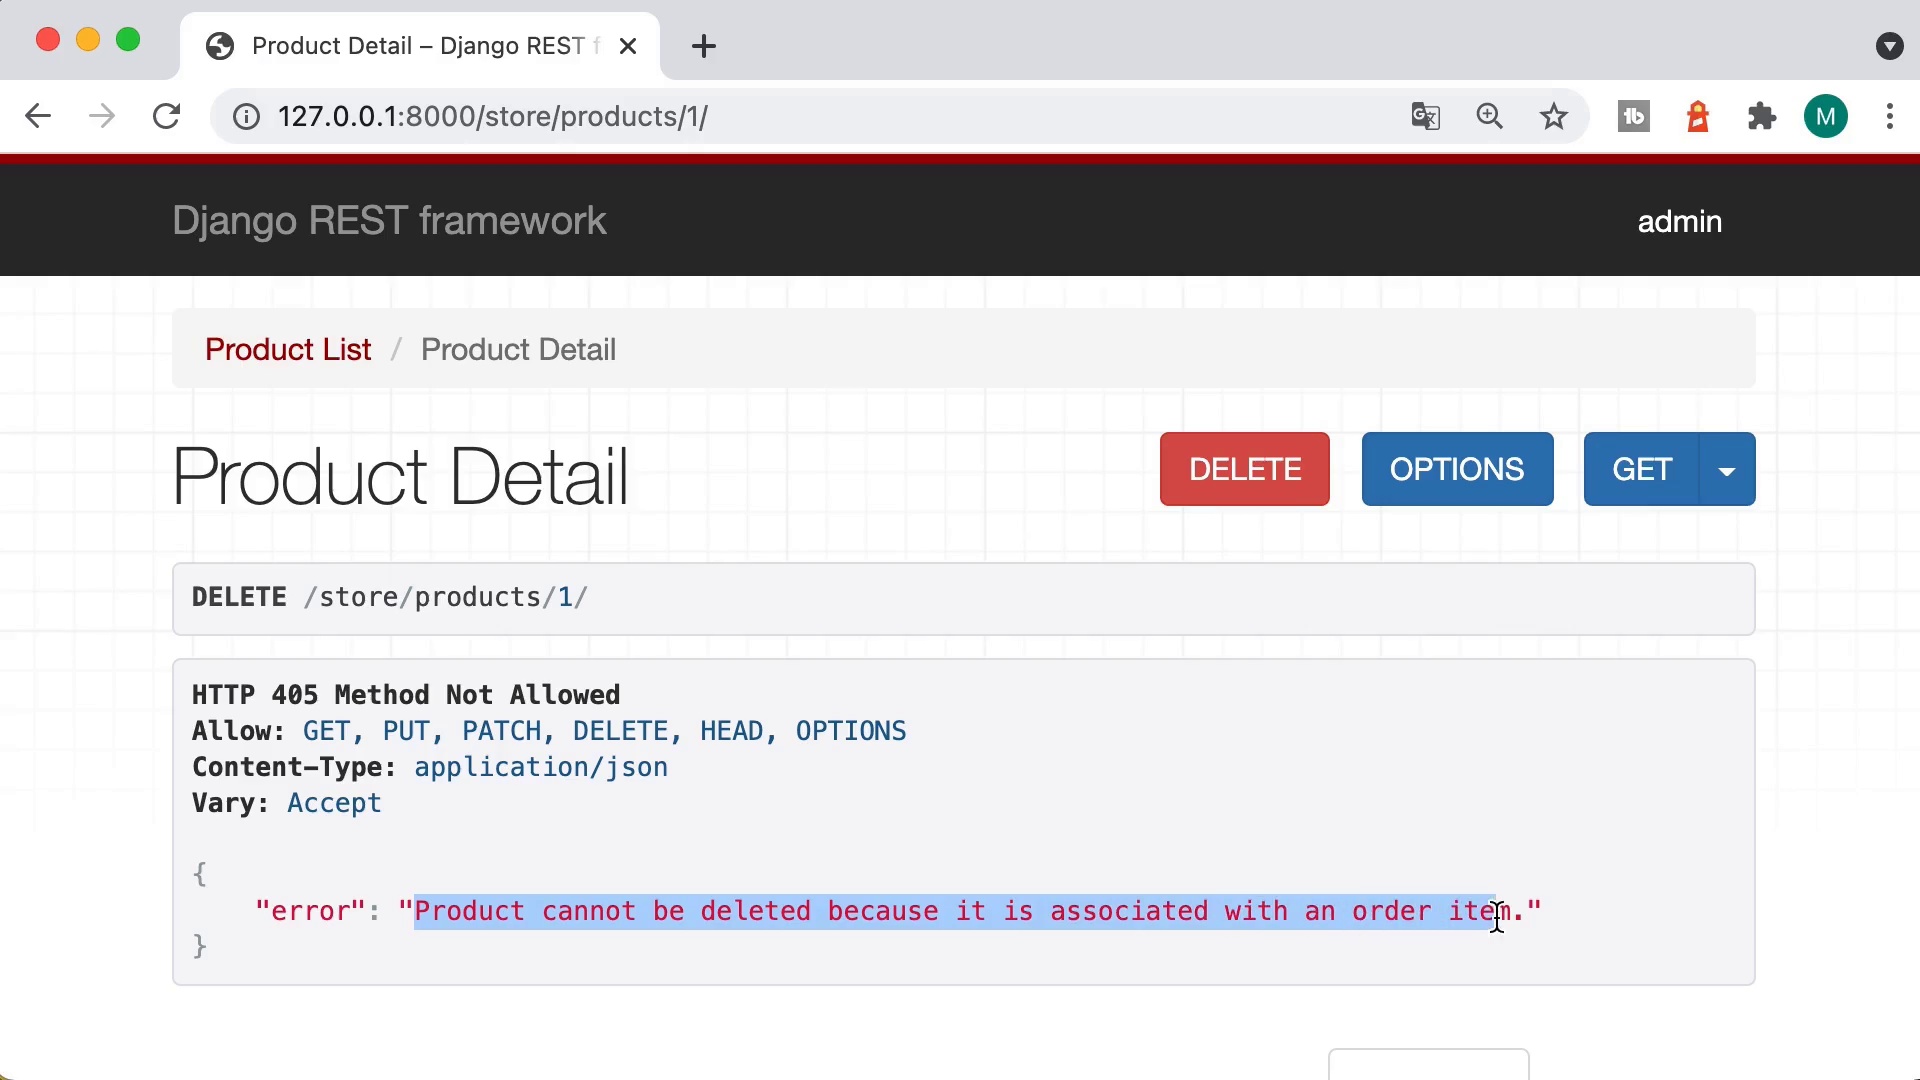 Product Detail – Django REST f
127.0.0.1:8000/store/products/1/
M
Django REST framework
admin
Product List / Product Detail
Product Detail
DELETE
OPTIONS
GET
DELETE /store/products/1/
HTTP 405 Method Not Allowed
Allow: GET, PUT, PATCH, DELETE, HEAD, OPTIONS
Content-Type: application/json
Vary: Accept
{
"error": "Product cannot be deleted because it is associated with an order item."
}